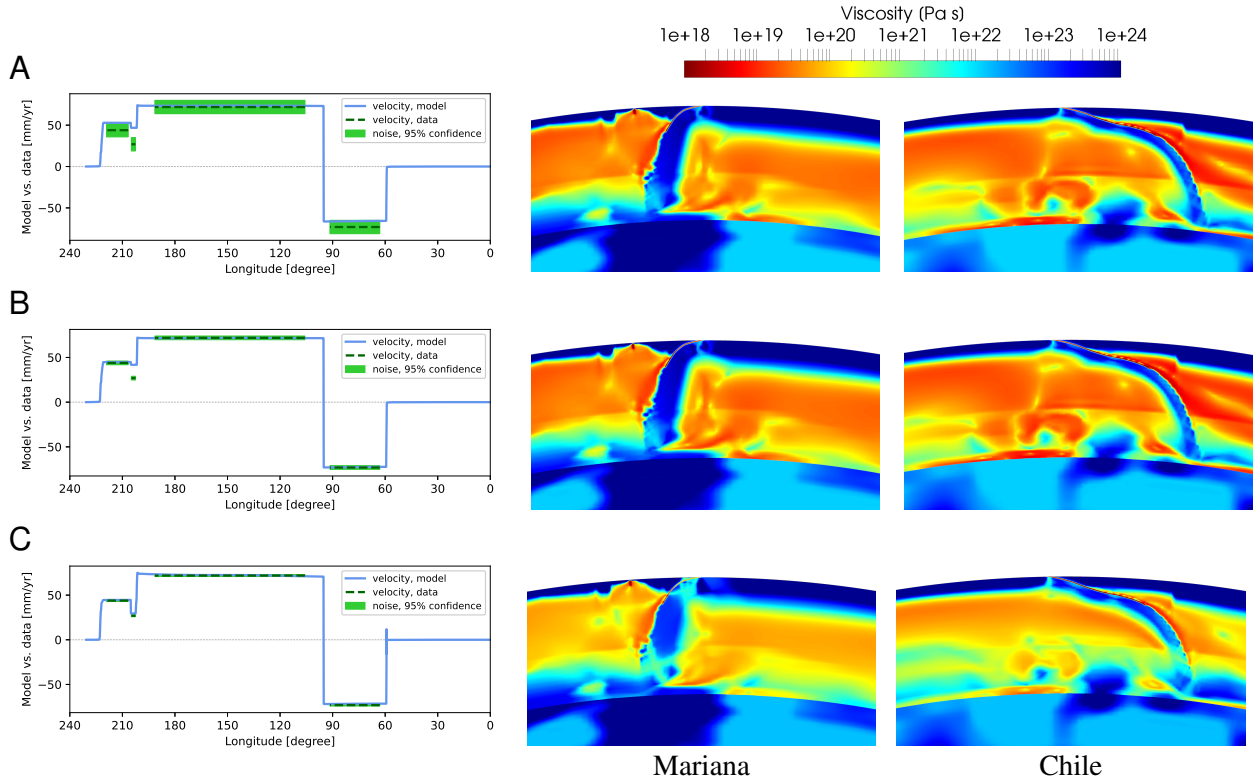 Viscosity (Pa s)
1e+18 1e+19 1e+20 1e+21 1e+22 1e+23 1e+24
A
Model vs. data [mm/yr]
50
0
−50
velocity, model
velocity, data
noise, 95% confidence
240 210 180 150 120 90 60 30 0
Longitude [degree]
B
Model vs. data [mm/yr]
50
0
−50
velocity, model
velocity, data
noise, 95% confidence
240 210 180 150 120 90 60 30 0
Longitude [degree]
C
Model vs. data [mm/yr]
50
0
−50
velocity, model
velocity, data
noise, 95% confidence
240 210 180 150 120 90 60 30 0
Longitude [degree]
Mariana Chile